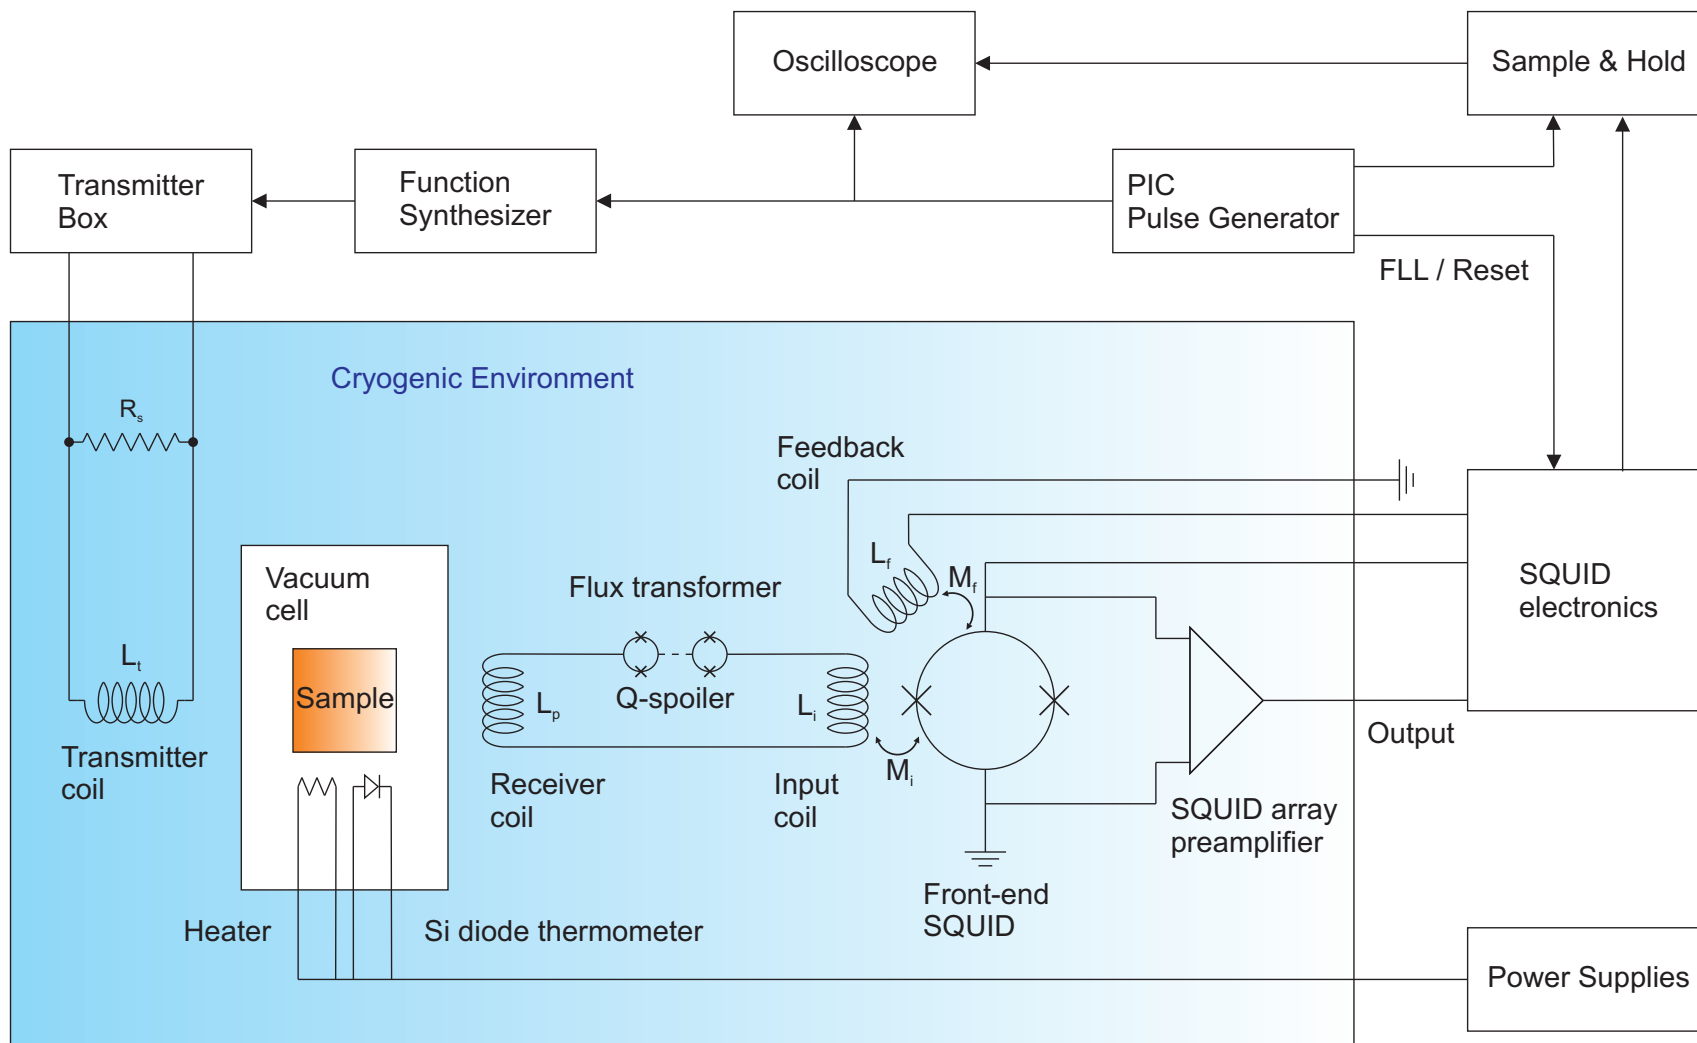 Oscilloscope
Sample & Hold
Transmitter
Box
Function
Synthesizer
PIC
Pulse Generator
FLL / Reset
Cryogenic Environment
Rs
Feedback
coil
Lf
Mf
SQUID
electronics
Vacuum
cell
Flux transformer
Lt
Sample
Lp
Q-spoiler
Li
Mi
Output
Transmitter
coil
Receiver
coil
Input
coil
SQUID array
preamplifier
Front-end
SQUID
Heater
Si diode thermometer
Power Supplies